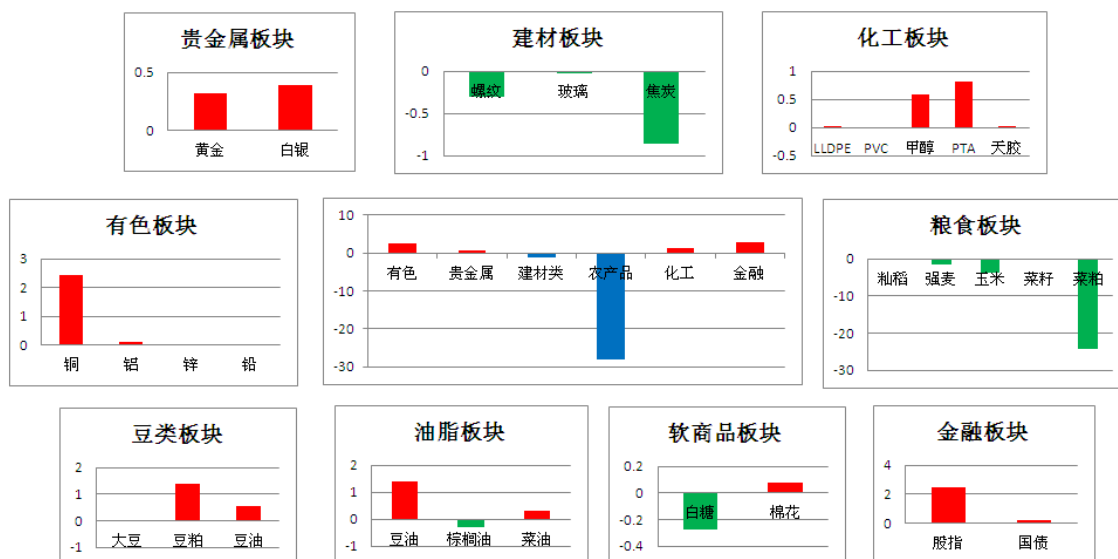 贵金属板块
0.5
0
黄金 白银
建材板块
0
-0.5
-1
螺纹 玻璃 焦炭
化工板块
1
0.5
0
-0.5
LLDPE PVC 甲醇 PTA 天胶
有色板块
3
2
1
0
铜 铝 锌 铅
10
0
-10
-20
-30
有色 贵金属 建材类 农产品 化工 金融
粮食板块
0
-10
-20
-30
籼稻 强麦 玉米 菜籽 菜粕
豆类板块
2
1
0
-1
大豆 豆粕 豆油
油脂板块
2
1
0
-1
豆油 棕榈油 菜油
软商品板块
0.2
0
-0.2
-0.4
白糖 棉花
金融板块
4
2
0
股指 国债